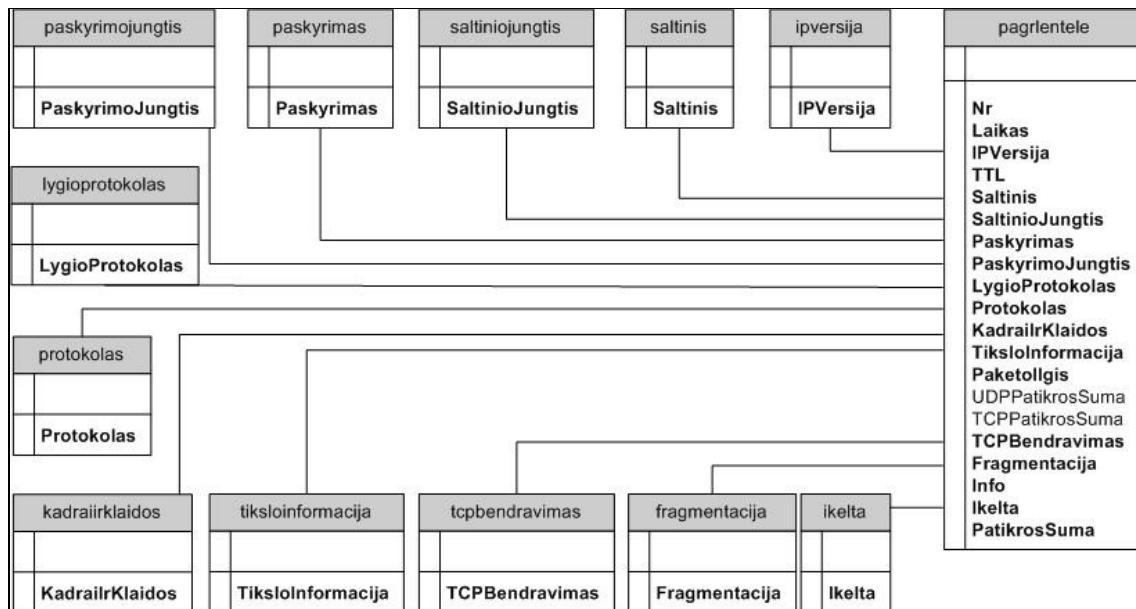 paskyrimojungtis
PaskyrimoJungtis
paskyrimas
Paskyrimas
saltiniojungtis
SaltinioJungtis
saltinis
Saltinis
ipversija
IPVersija
pagrlentele
Nr
Laikas
IPVersija
TTL
Saltinis
SaltinioJungtis
Paskyrimas
PaskyrimoJungtis
LygioProtokolas
Protokolas
KadraiIrKlaidos
TiksloInformacija
PaketoIlgis
UDPPatikrosSuma
TCPPatikrosSuma
TCPBendravimas
Fragmentacija
Info
Ikelta
PatikrosSuma
lygioprotokolas
LygioProtokolas
protokolas
Protokolas
kadraiirklaidos
KadraiIrKlaidos
tiksloinformacija
TiksloInformacija
tcpbendravimas
TCPBendravimas
fragmentacija
Fragmentacija
ikelta
Ikelta